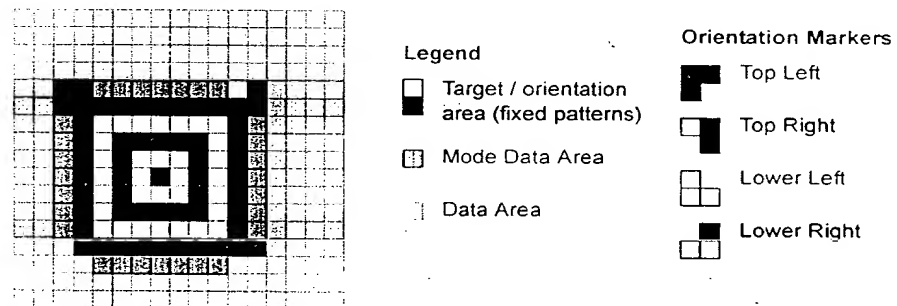 Legend
Target / orientation
area (fixed patterns)
Mode Data Area
Data Area
Orientation Markers
Top Left
Top Right
Lower Left
Lower Right